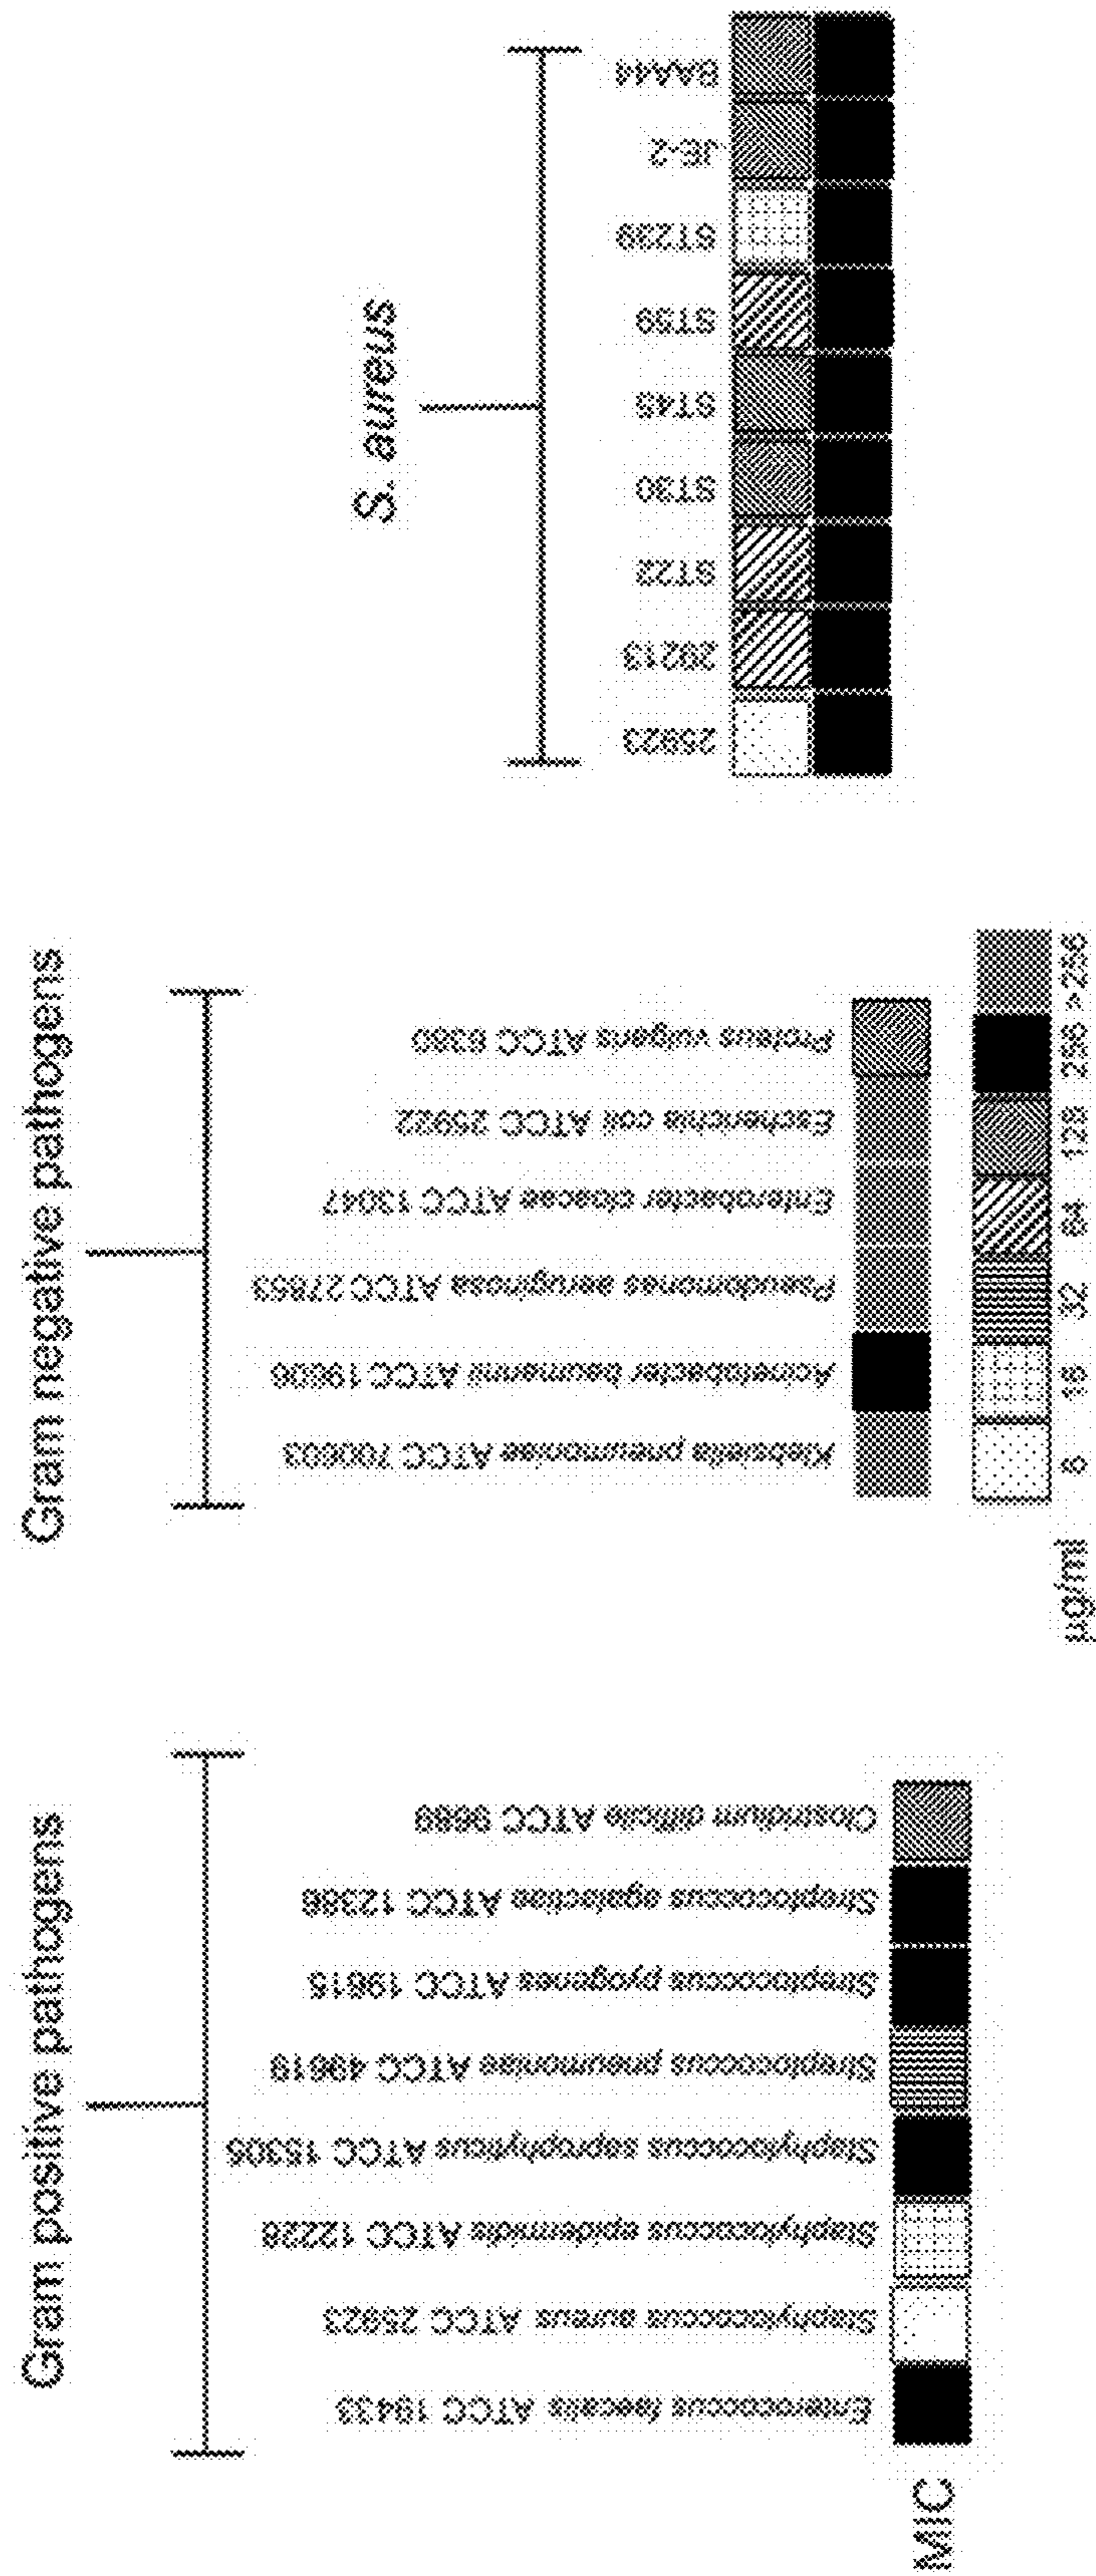 Gram positive pathogens
Enterococcus faecalis ATCC 19433
Staphylococcus aureus ATCC 25923
Staphylococcus epidermidis ATCC 12228
Staphylococcus saprophyticus ATCC 15305
Streptococcus pneumoniae ATCC 49619
Streptococcus pyogenes ATCC 19615
Streptococcus agalactiae ATCC 12386
Clostridium difficile ATCC 9689
MIC
Gram negative pathogens
Klebsiella pneumoniae ATCC 700603
Acinetobacter baumannii ATCC 19606
Pseudomonas aeruginosa ATCC 27853
Enterobacter cloacae ATCC 13047
Escherichia coli ATCC 25922
Proteus vulgaris ATCC 8380
µg/ml
16 32 64 128 256 >256
S. aureus
25923
29213
ST22
ST30
ST45
ST59
ST239
JE-2
BAA44